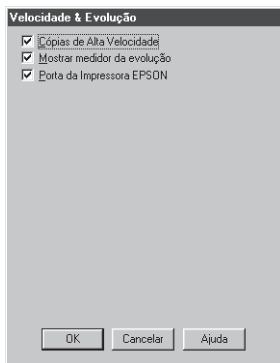 Velocidade & Evolução
Cópias de Alta Velocidade
Mostrar medidor da evolução
Porta da Impressora EPSON
OK Cancelar Ajuda